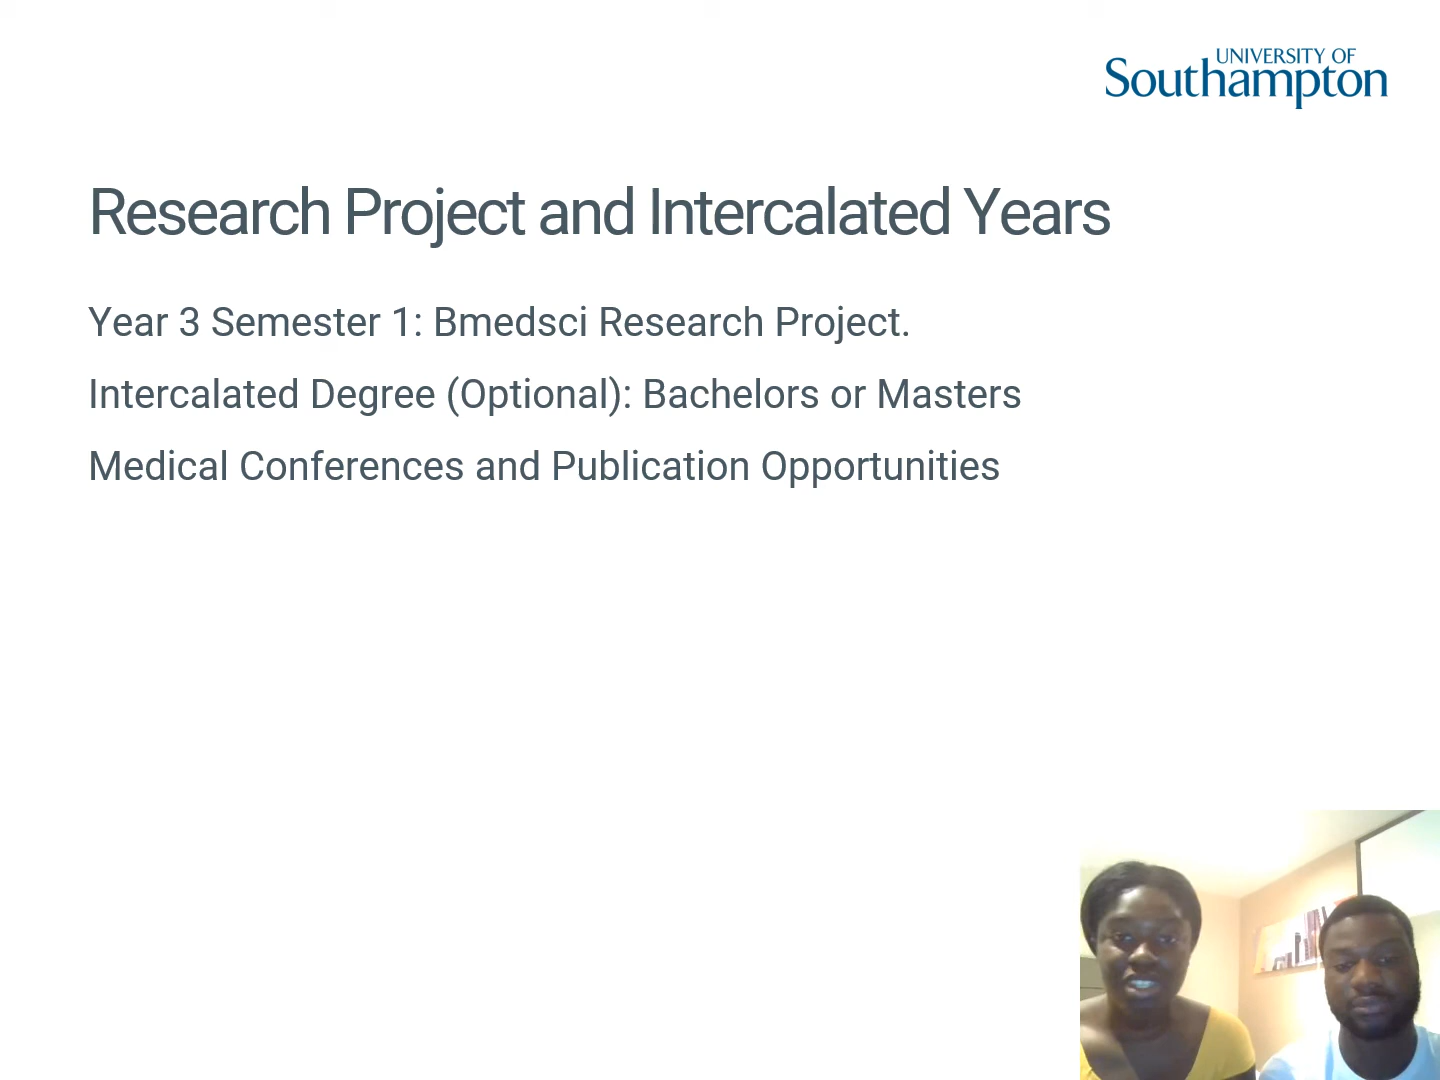 UNIVERSITY OF
Southampton
Research Project and Intercalated Years
Year 3 Semester 1: Bmedsci Research Project.
Intercalated Degree (Optional): Bachelors or Masters
Medical Conferences and Publication Opportunities